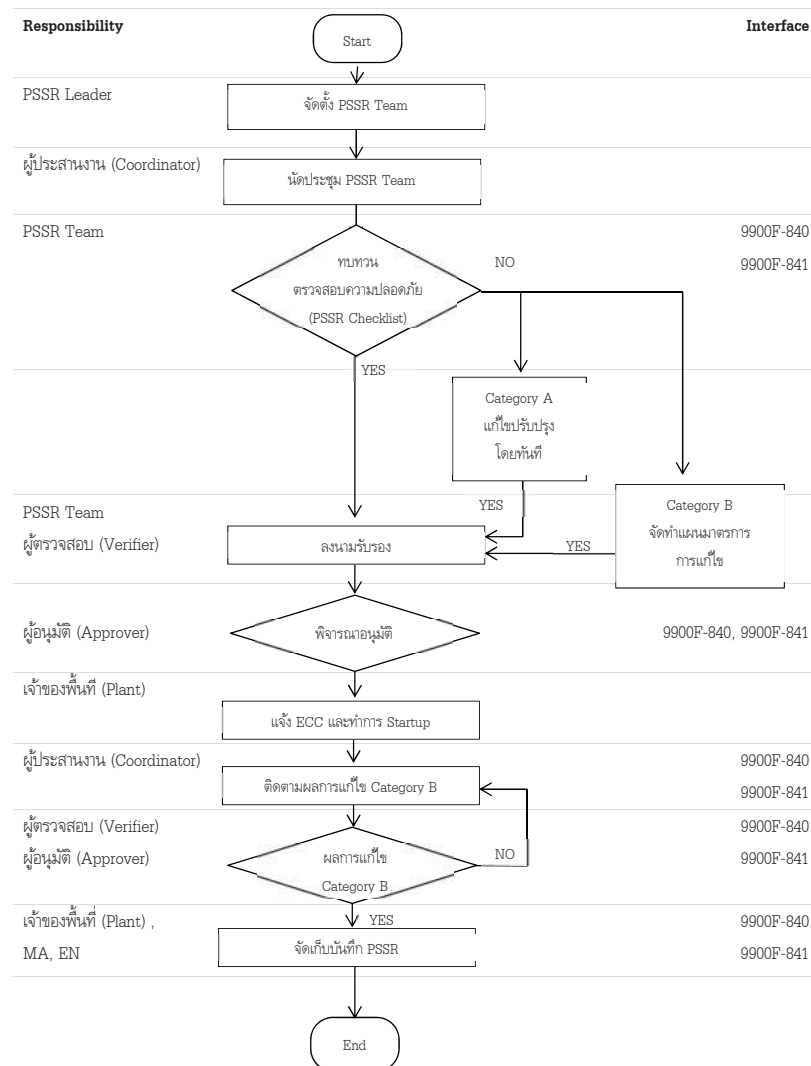 Responsibility
Interface
Start
PSSR Leader
จัดตั้ง PSSR Team
ผู้ประสานงาน (Coordinator)
นัดประชุม PSSR Team
PSSR Team
9900F-840
9900F-841
ทบทวน
ตรวจสอบความปลอดภัย
(PSSR Checklist)
NO
YES
Category A
แก้ไขปรับปรุง
โดยทันที
YES
Category B
จัดทำแผนมาตรการ
การแก้ไข
YES
PSSR Team
ผู้ตรวจสอบ (Verifier)
ลงนามรับรอง
ผู้อนุมัติ (Approver)
พิจารณาอนุมัติ
9900F-840, 9900F-841
เจ้าของพื้นที่ (Plant)
แจ้ง ECC และทำการ Startup
ผู้ประสานงาน (Coordinator)
9900F-840
ติดตามผลการแก้ไข Category B
9900F-841
ผู้ตรวจสอบ (Verifier)
9900F-840
ผู้อนุมัติ (Approver)
9900F-841
ผลการแก้ไข
Category B
NO
YES
เจ้าของพื้นที่ (Plant) ,
9900F-840
MA, EN
จัดเก็บบันทึก PSSR
9900F-841
End